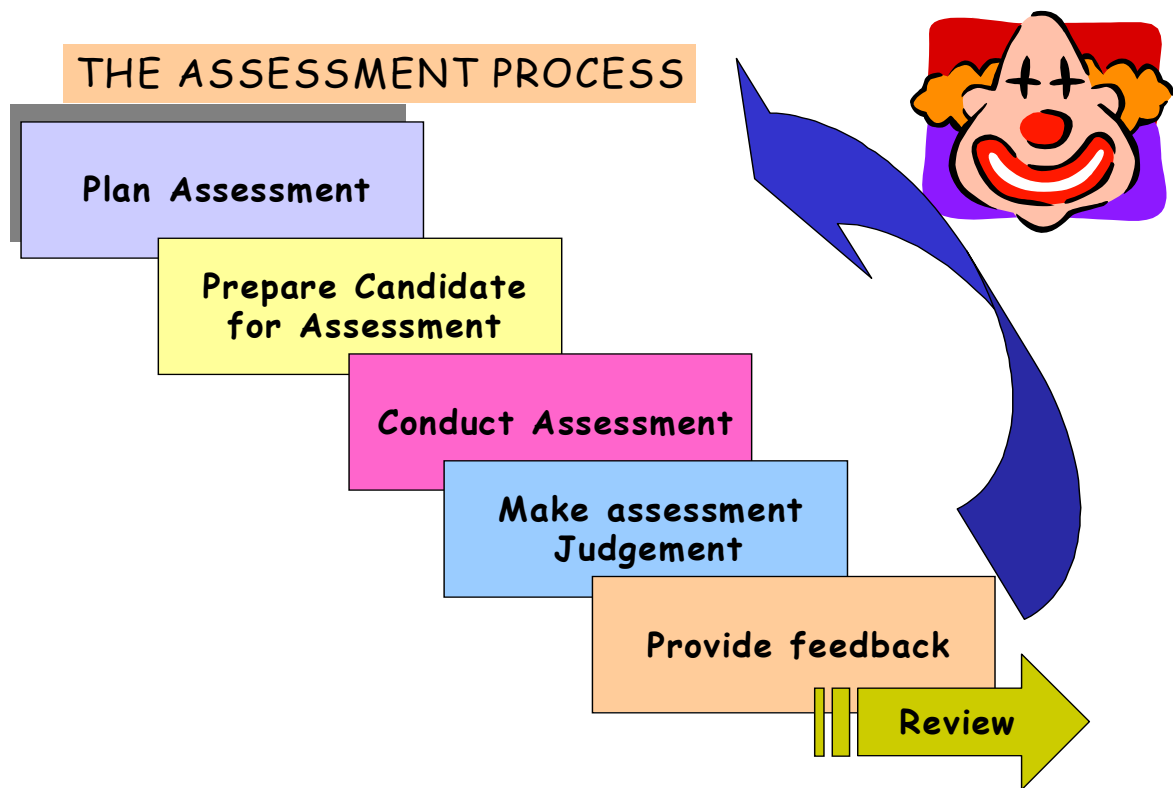 THE ASSESSMENT PROCESS
Plan Assessment
Prepare Candidate
for Assessment
Conduct Assessment
Make assessment
Judgement
Provide feedback
Review